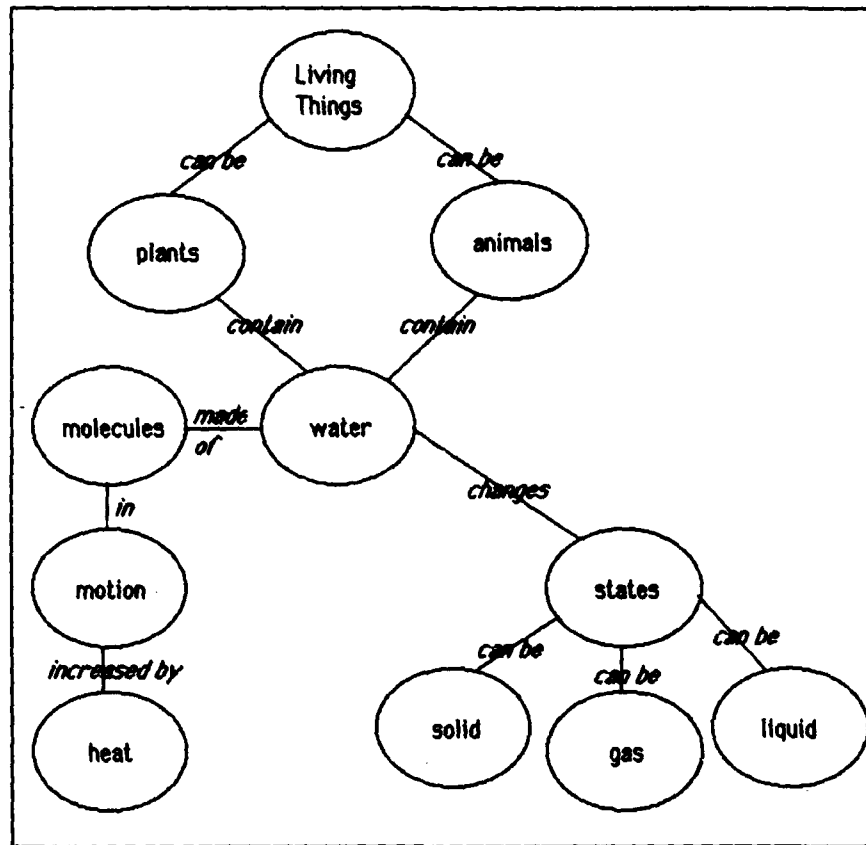 Living
Things
can be
can be
plants
animals
contain
contain
molecules
made
of
water
in
changes
motion
states
increased by
can be
can be
can be
heat
solid
gas
liquid